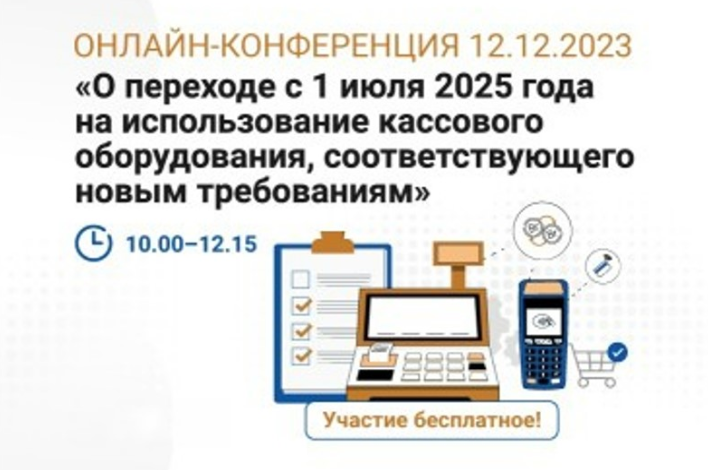 ОНЛАЙН-КОНФЕРЕНЦИЯ 12.12.2023
«О переходе с 1 июля 2025 года
на использование кассового
оборудования, соответствующего
новым требованиям»
10.00–12.15
Участие бесплатное!